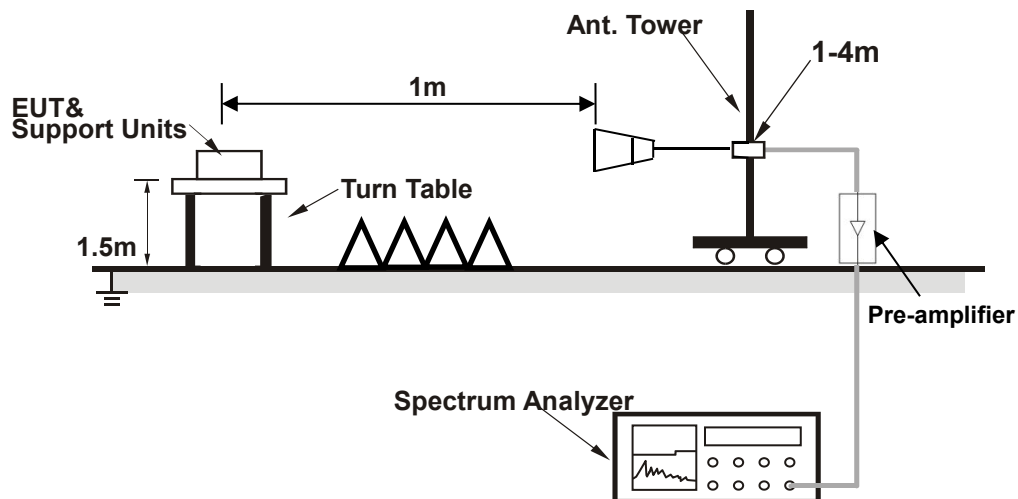 Ant. Tower
1-4m
1m
EUT&
Support Units
Turn Table
1.5m
Pre-amplifier
Spectrum Analyzer